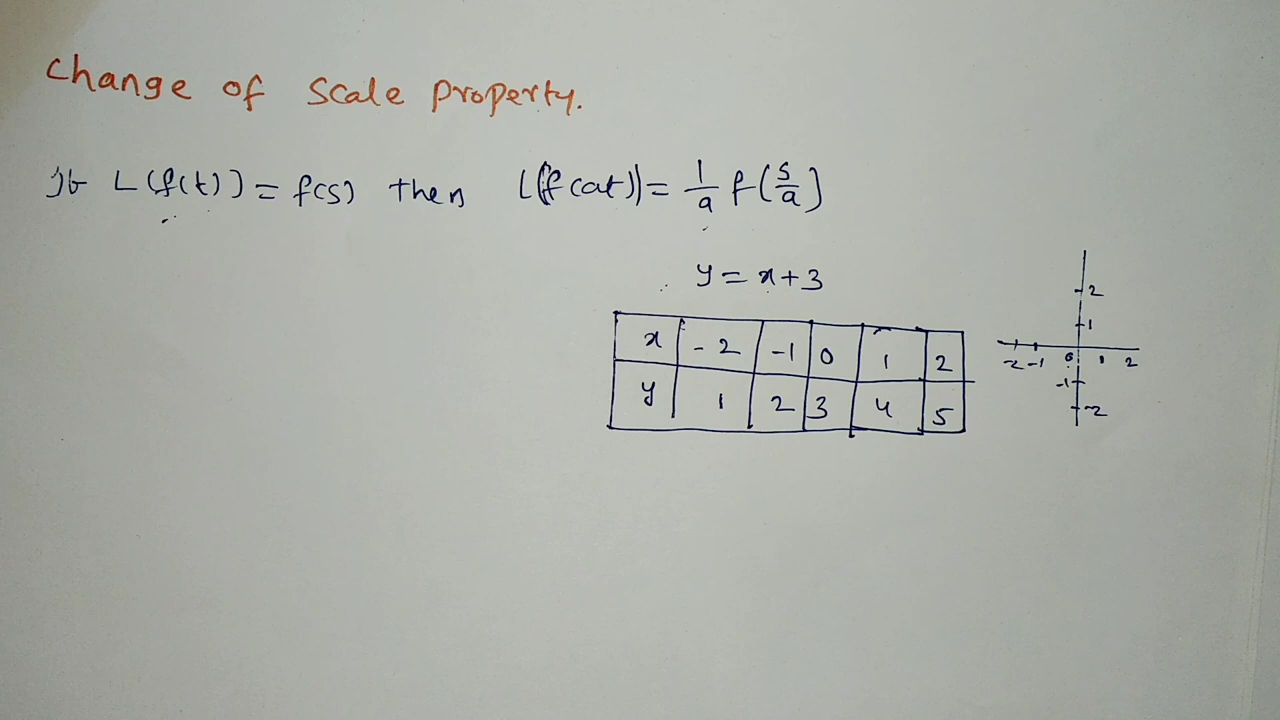 Change of Scale Property.
If L(f(t)) = f(s) then L(f(at)) = 1/a f(s/a)
y = x+3
x -2 -1 0 1 2
y 1 2 3 4 5
2
1
-2 -1 0 1 2
-1
-2